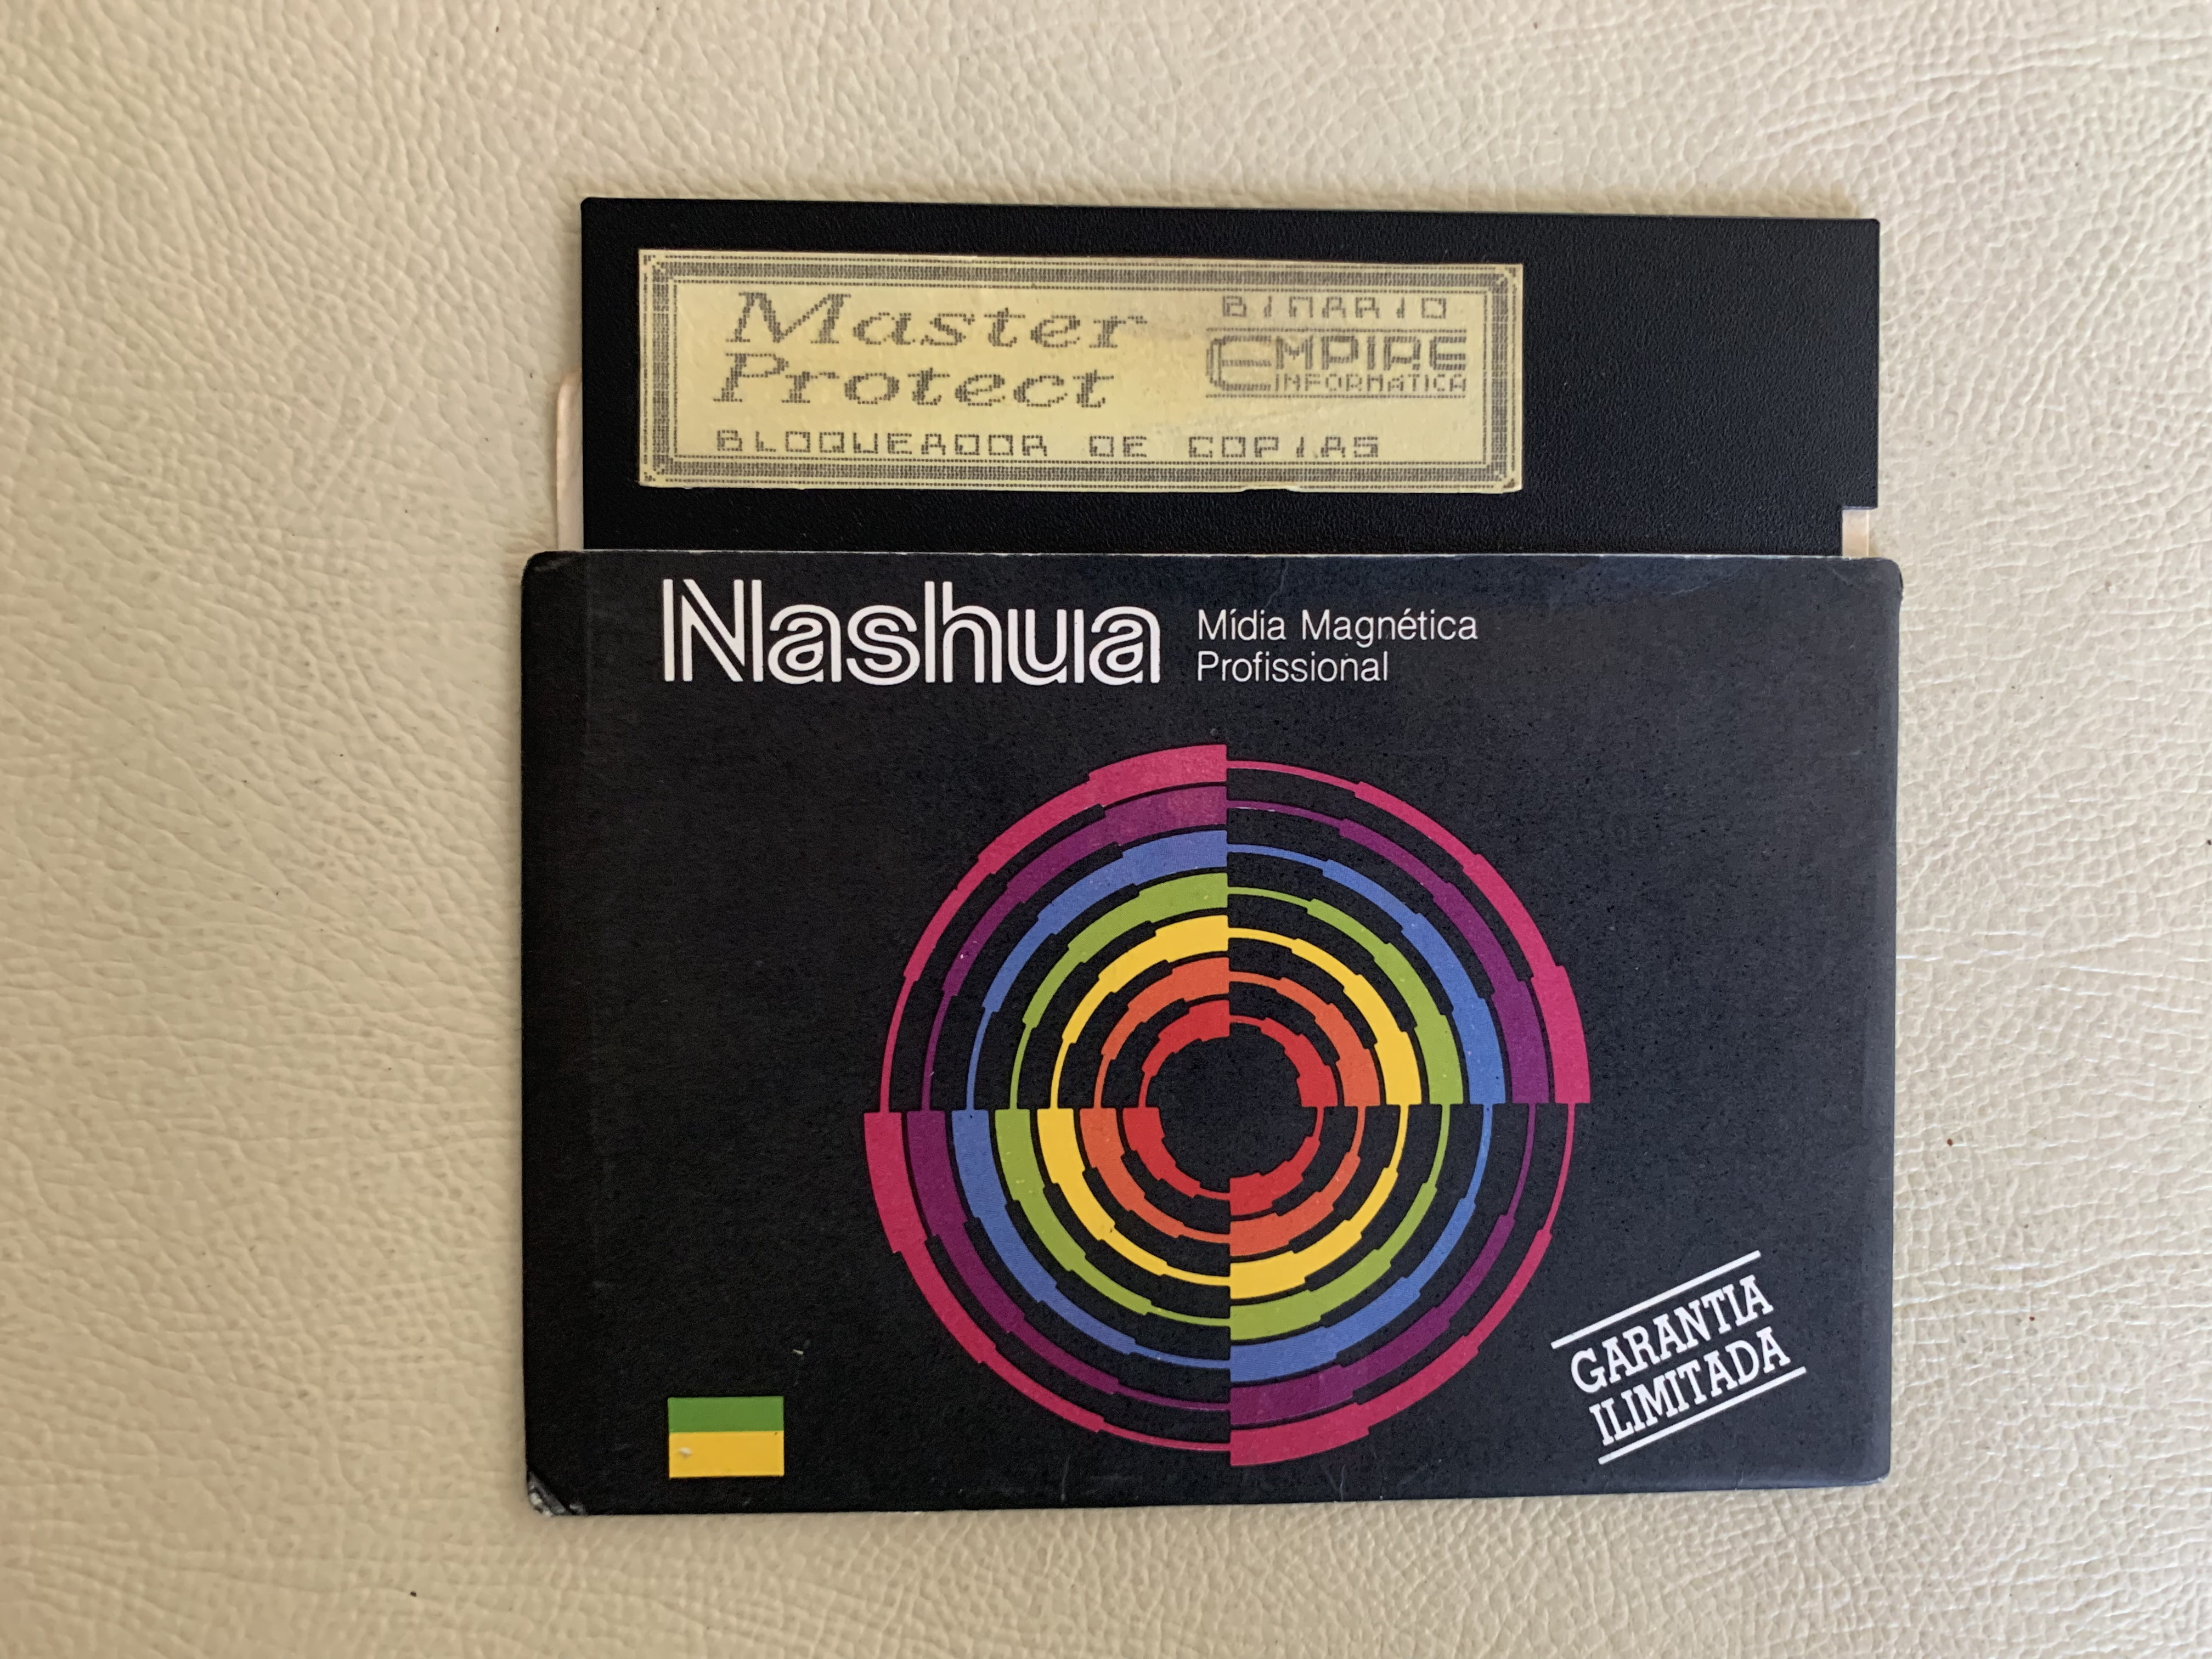 Master
Protect
BINARIO
EMPIRE
INFORMATICA
BLOQUEADOR DE COPIAS
Nashua
Mídia Magnética
Profissional
GARANTIA
ILIMITADA